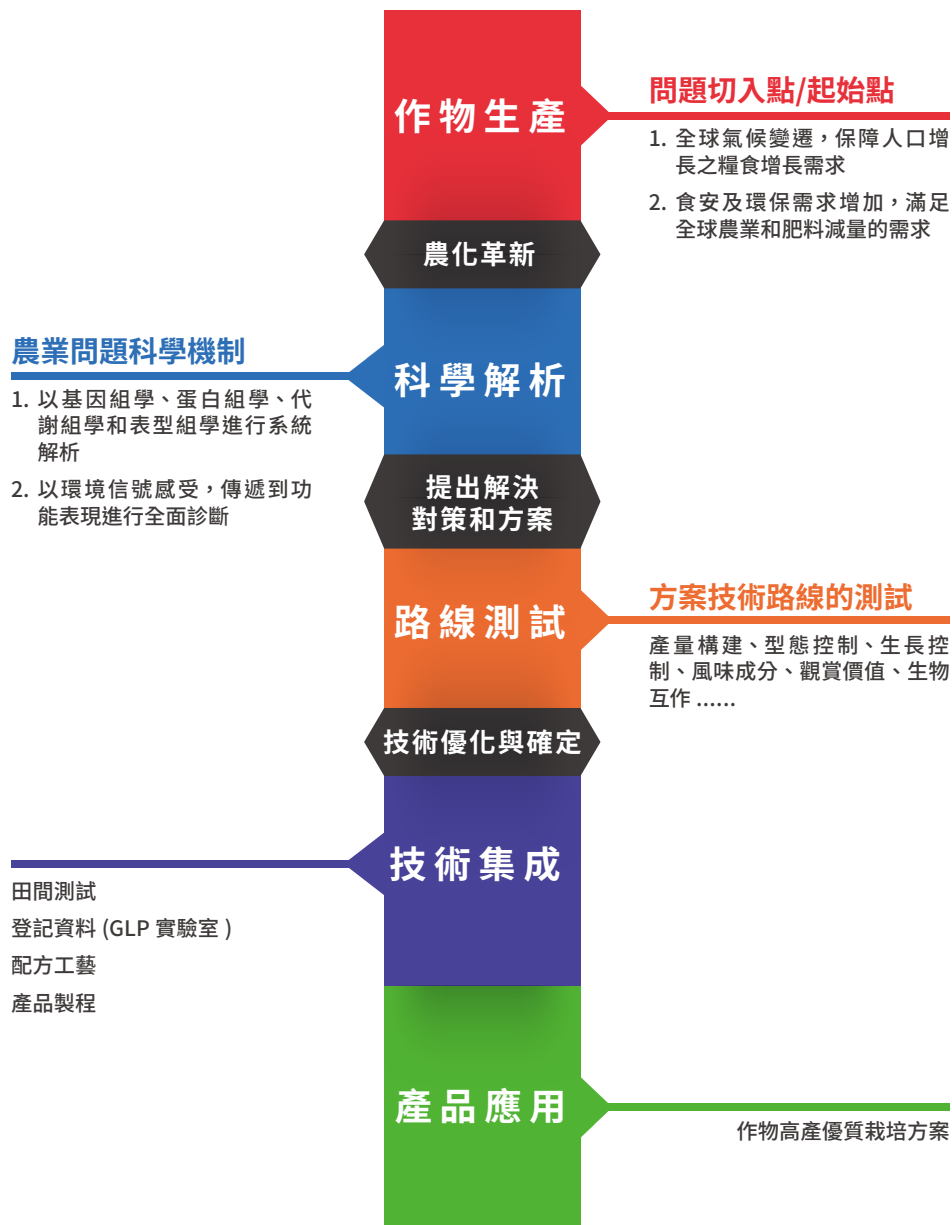 作物生產
問題切入點/起始點
1. 全球氣候變遷，保障人口增
長之糧食增長需求
2. 食安及環保需求增加，滿足
全球農業和肥料減量的需求
農化革新
農業問題科學機制
科學解析
1. 以基因組學、蛋白組學、代
謝組學和表型組學進行系統
解析
2. 以環境信號感受，傳遞到功
能表現進行全面診斷
提出解決
對策和方案
路線測試
方案技術路線的測試
產量構建、型態控制、生長控
制、風味成分、觀賞價值、生物
互作 ......
技術優化與確定
技術集成
田間測試
登記資料 (GLP 實驗室 )
配方工藝
產品製程
產品應用
作物高產優質栽培方案